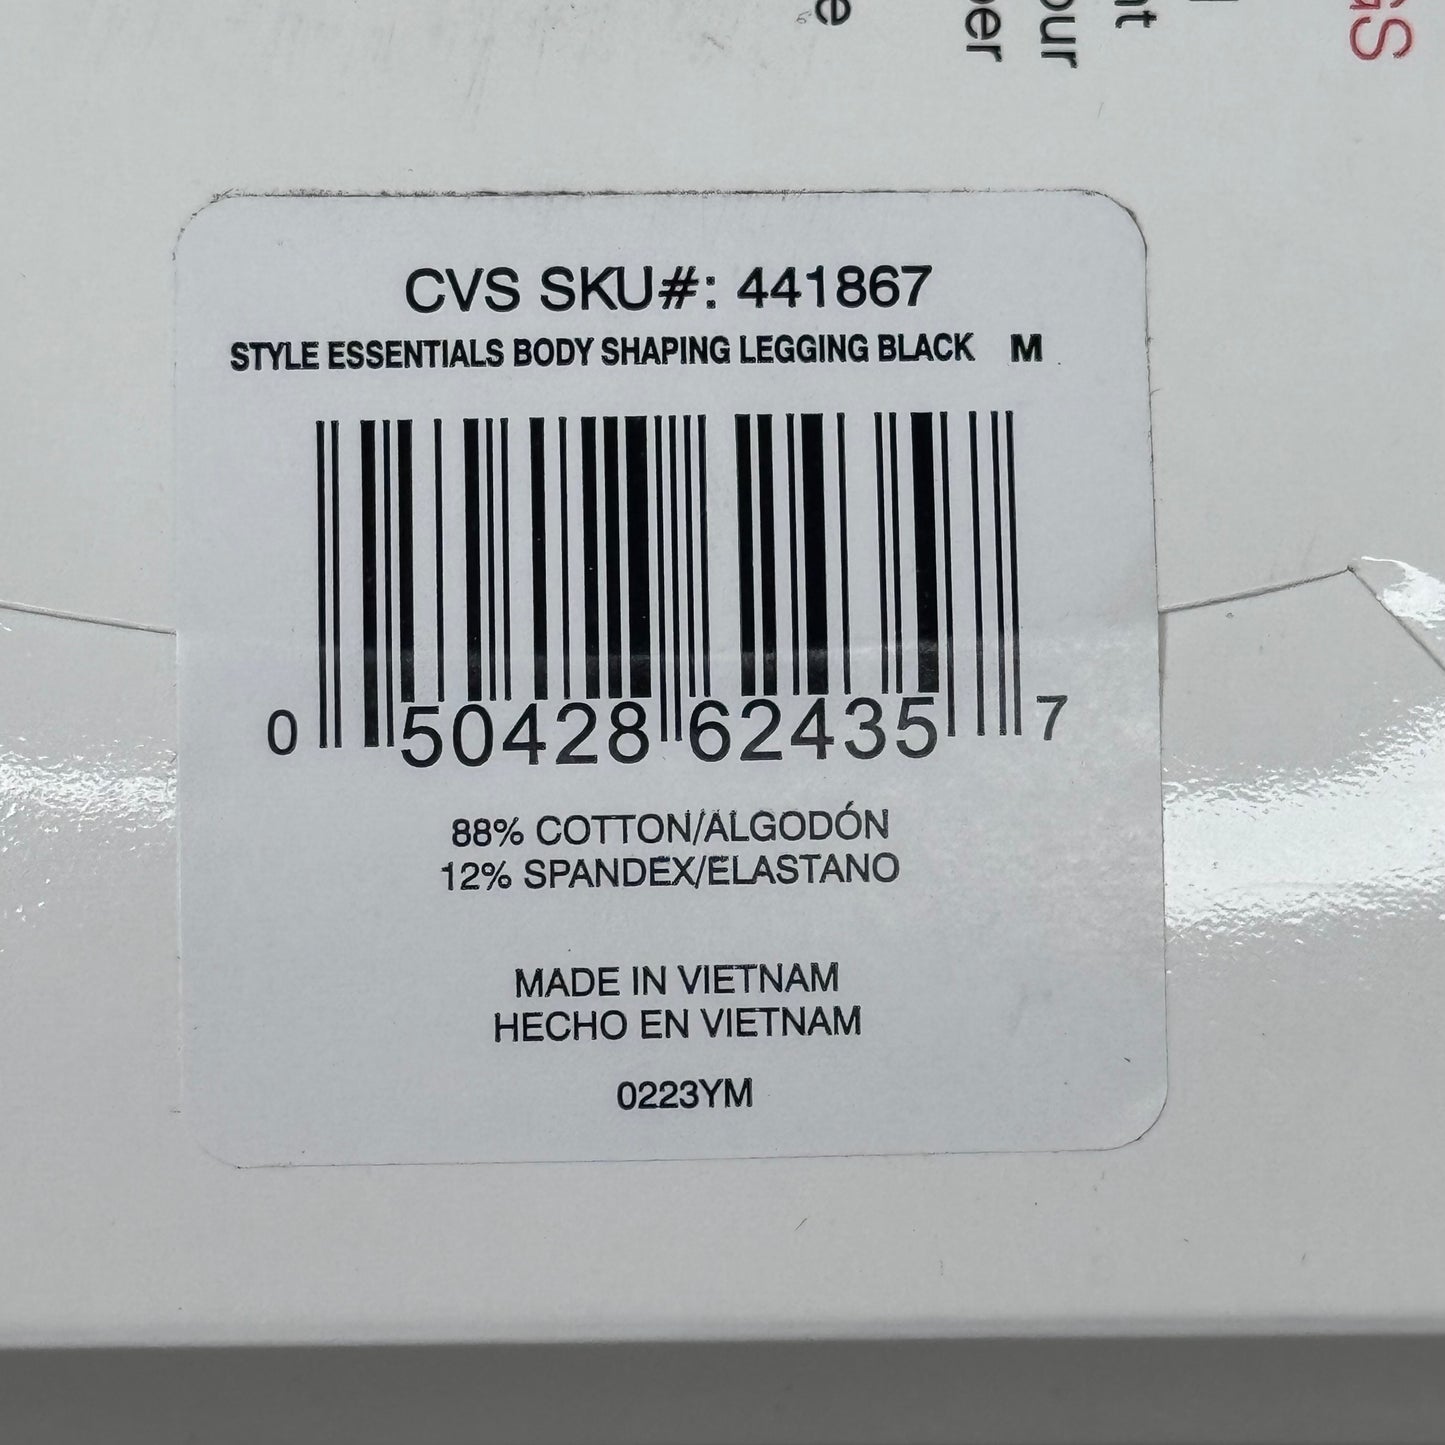 CVS SKU#: 441867
STYLE ESSENTIALS BODY SHAPING LEGGING BLACK M
0 50428 62435 7
88% COTTON/ALGODÓN
12% SPANDEX/ELASTANO
MADE IN VIETNAM
HECHO EN VIETNAM
0223YM